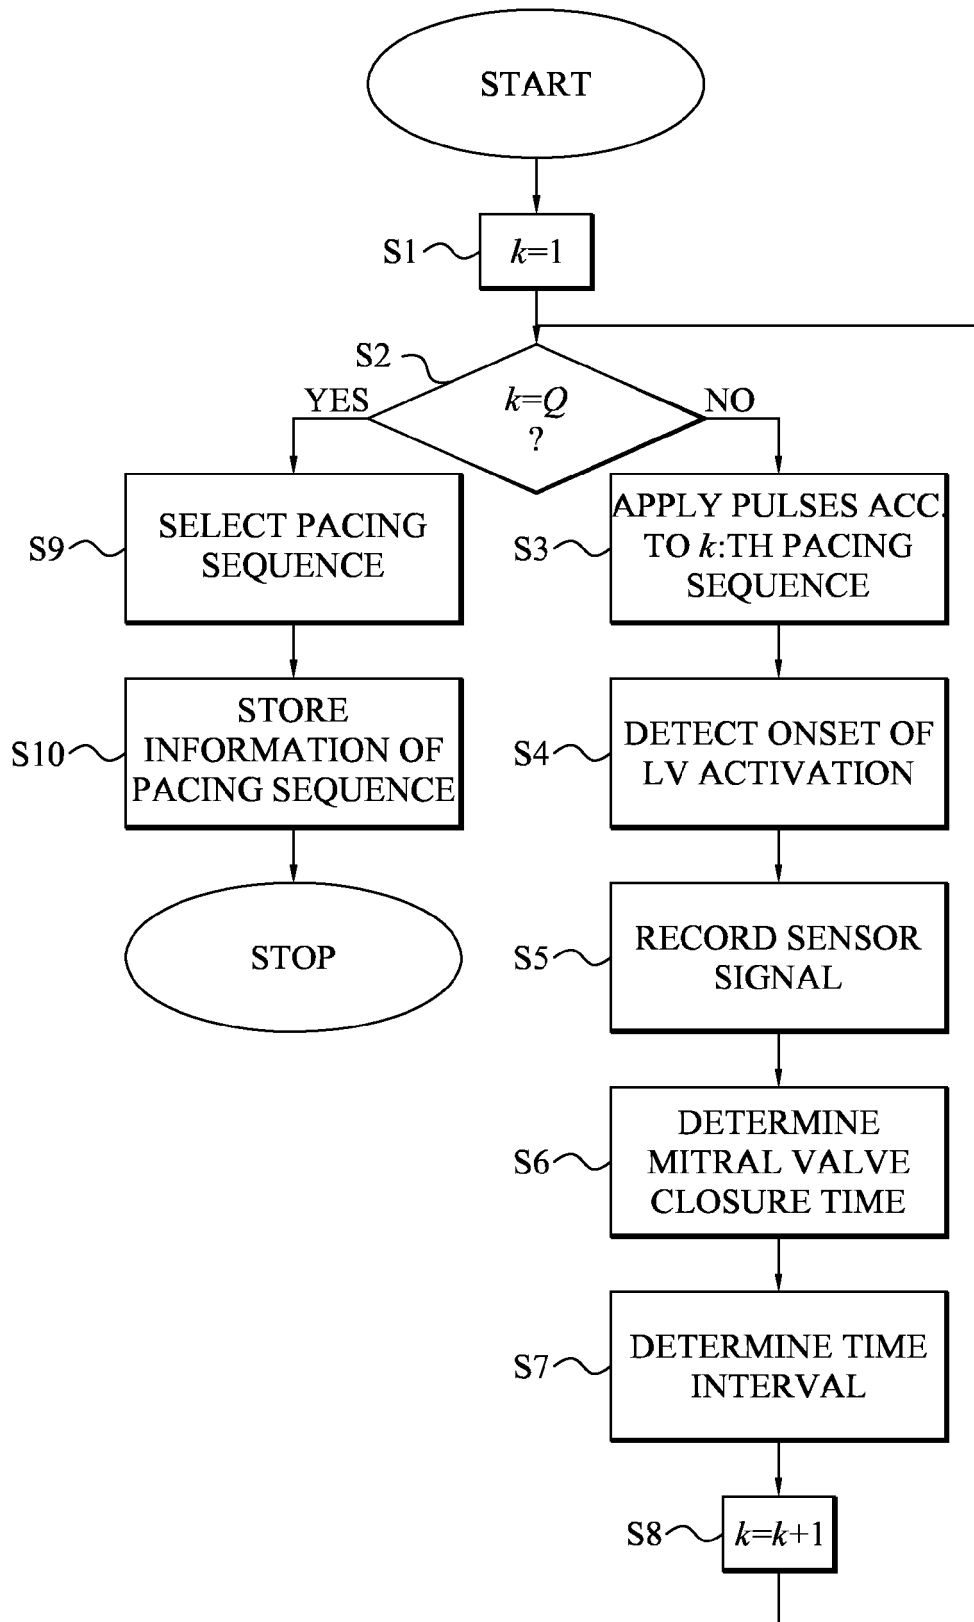 START
S1
k=1
S2
YES
k=Q
?
NO
S9
SELECT PACING
SEQUENCE
S3
APPLY PULSES ACC.
TO k:TH PACING
SEQUENCE
S10
STORE
INFORMATION OF
PACING SEQUENCE
S4
DETECT ONSET OF
LV ACTIVATION
STOP
S5
RECORD SENSOR
SIGNAL
S6
DETERMINE
MITRAL VALVE
CLOSURE TIME
S7
DETERMINE TIME
INTERVAL
S8
k=k+1